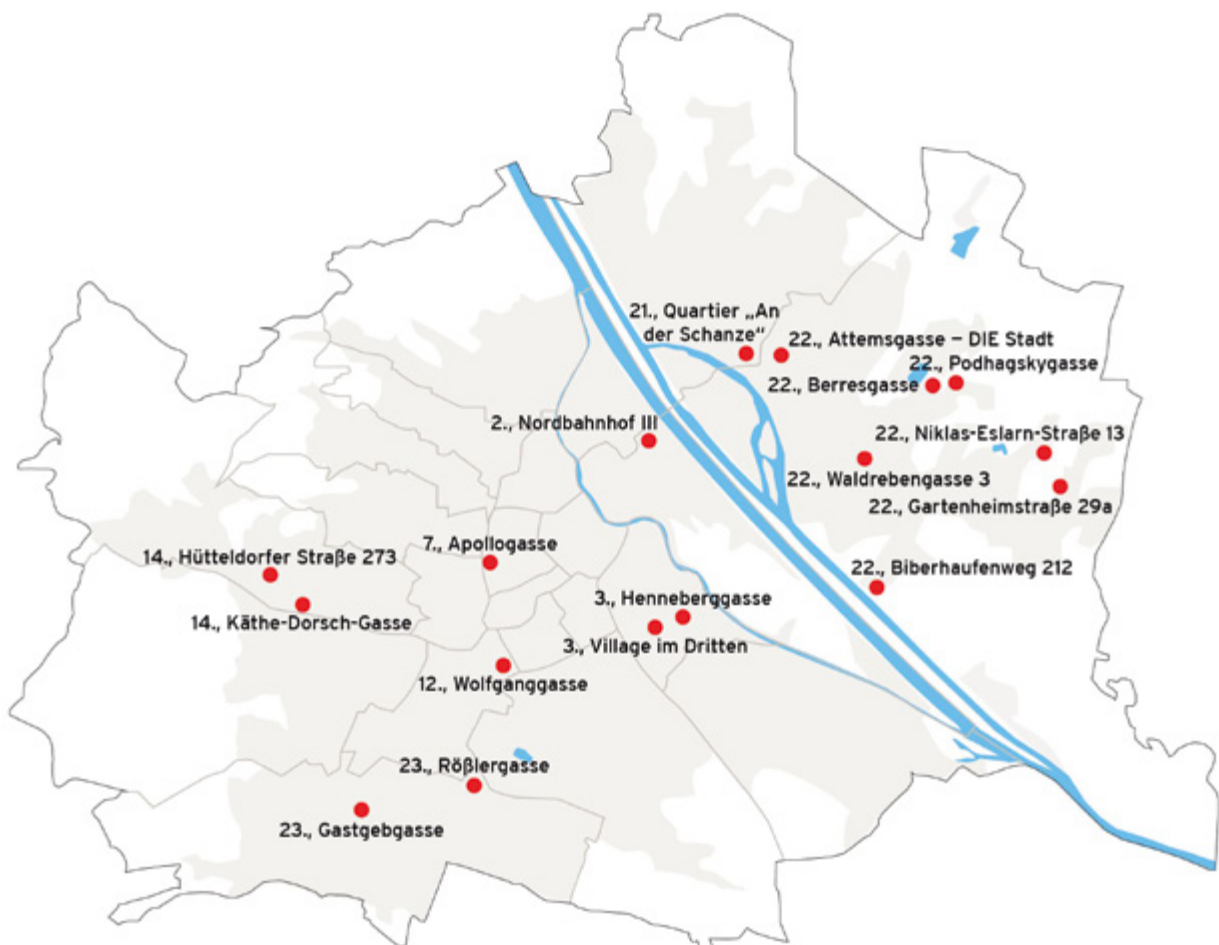 21., Quartier „An
der Schanze“
22., Attemsgasse – DIE Stadt
22., Podhagskygasse
22., Berresgasse
2., Nordbahnhof III
22., Niklas-Eslarn-Straße 13
22., Waldrebengasse 3
22., Gartenheimstraße 29a
7., Apollogasse
14., Hütteldorfer Straße 273
22., Biberhaufenweg 212
3., Henneberggasse
14., Käthe-Dorsch-Gasse
3., Village im Dritten
12., Wolfganggasse
23., Rößlergasse
23., Gastgebgasse